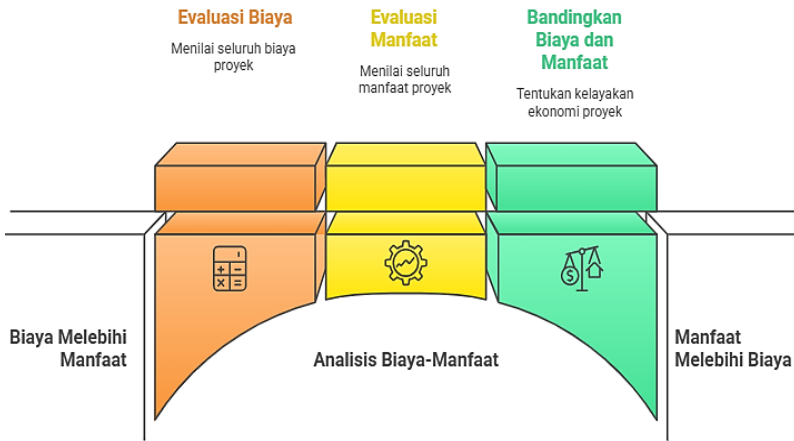 Evaluasi Biaya
Menilai seluruh biaya
proyek
Evaluasi
Manfaat
Menilai seluruh
manfaat proyek
Bandingkan
Biaya dan
Manfaat
Tentukan kelayakan
ekonomi proyek
Biaya Melebihi
Manfaat
Analisis Biaya-Manfaat
Manfaat
Melebihi Biaya